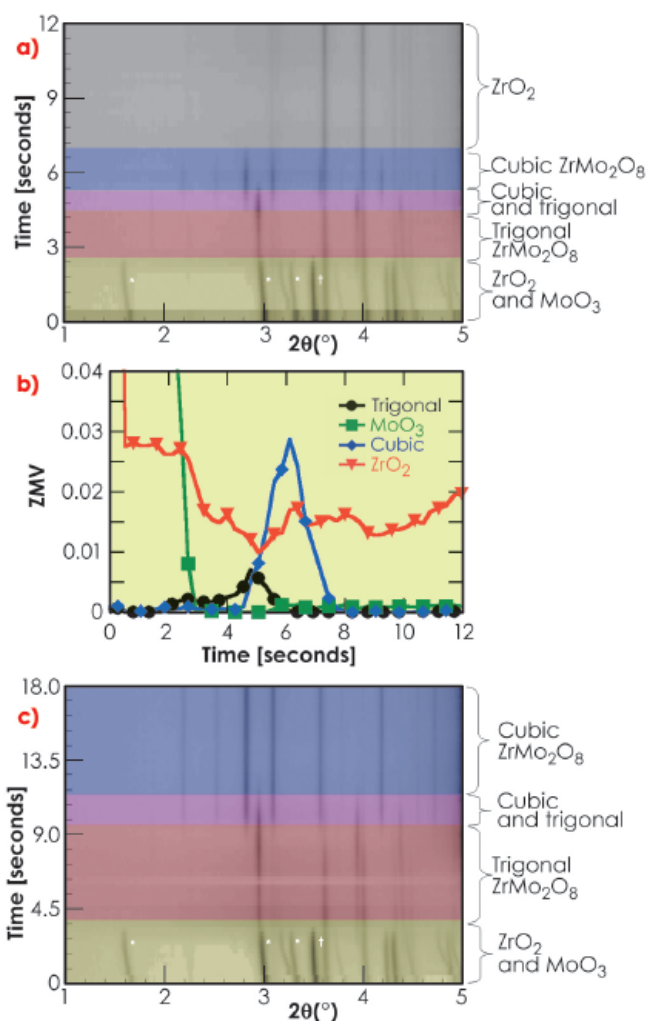 a)
12
9
6
3
0
Time [seconds]
1 2 3 4 5
2θ(°)
ZrO₂
Cubic ZrMo₂O₈
Cubic
and trigonal
Trigonal
ZrMo₂O₈
ZrO₂
and MoO₃
b)
0.04
0.03
0.02
0.01
0
ZMV
Trigonal
MoO₃
Cubic
ZrO₂
0 2 4 6 8 10 12
Time [seconds]
c)
18.0
13.5
9.0
4.5
0
Time [seconds]
1 2 3 4 5
2θ(°)
Cubic
ZrMo₂O₈
Cubic
and trigonal
Trigonal
ZrMo₂O₈
ZrO₂
and MoO₃